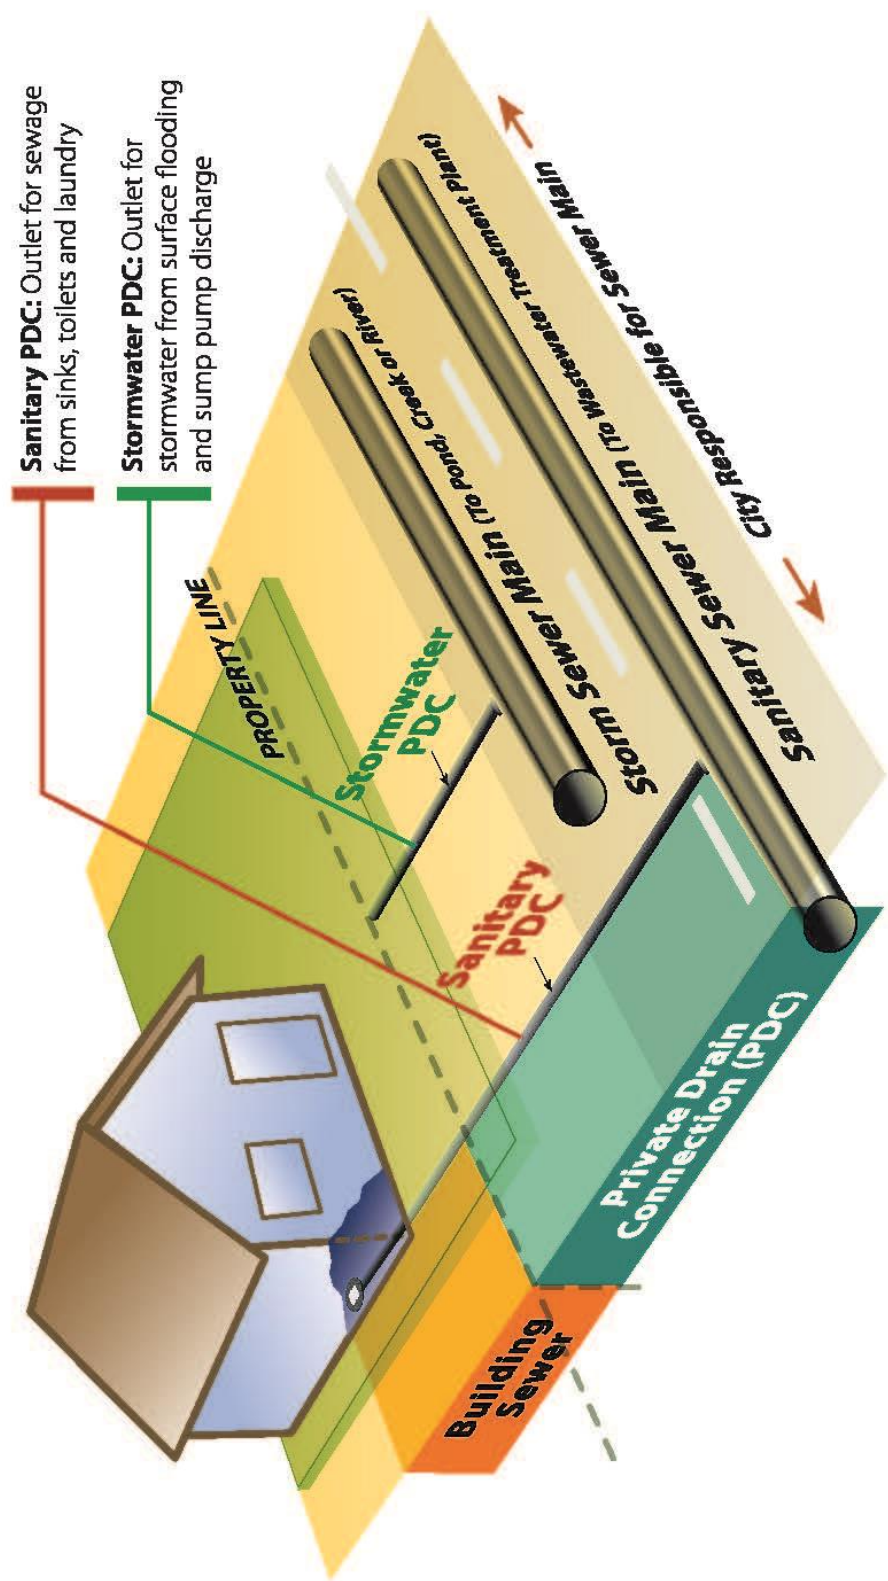 Sanitary PDC: Outlet for sewage
from sinks, toilets and laundry
Stormwater PDC: Outlet for
stormwater from surface flooding
and sump pump discharge
PROPERTY LINE
Stormwater
PDC
Sanitary
PDC
Storm Sewer Main (To Pond, Creek or River)
Sanitary Sewer Main (To Wastewater Treatment Plant)
City Responsible for Sewer Main
Building
Sewer
Private Drain
Connection (PDC)